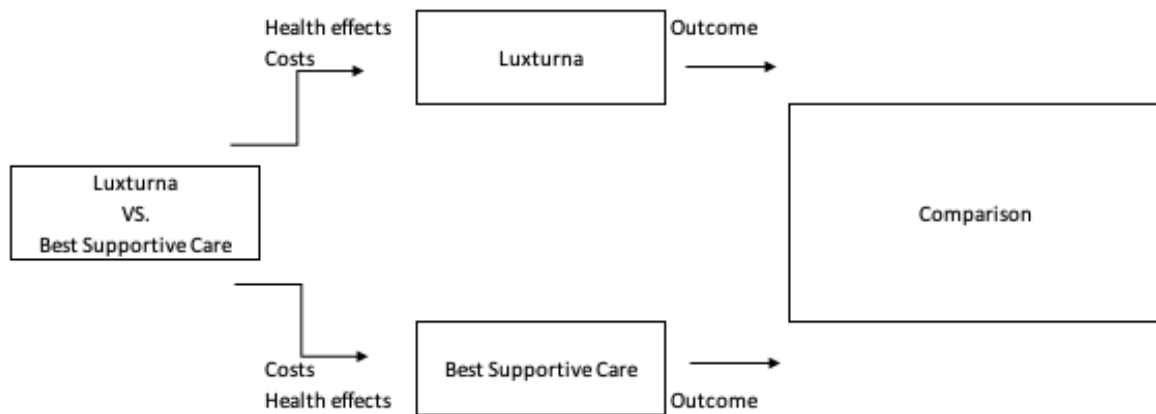 Health effects
Costs
Luxturna
Outcome
Luxturna
VS.
Best Supportive Care
Comparison
Costs
Health effects
Best Supportive Care
Outcome